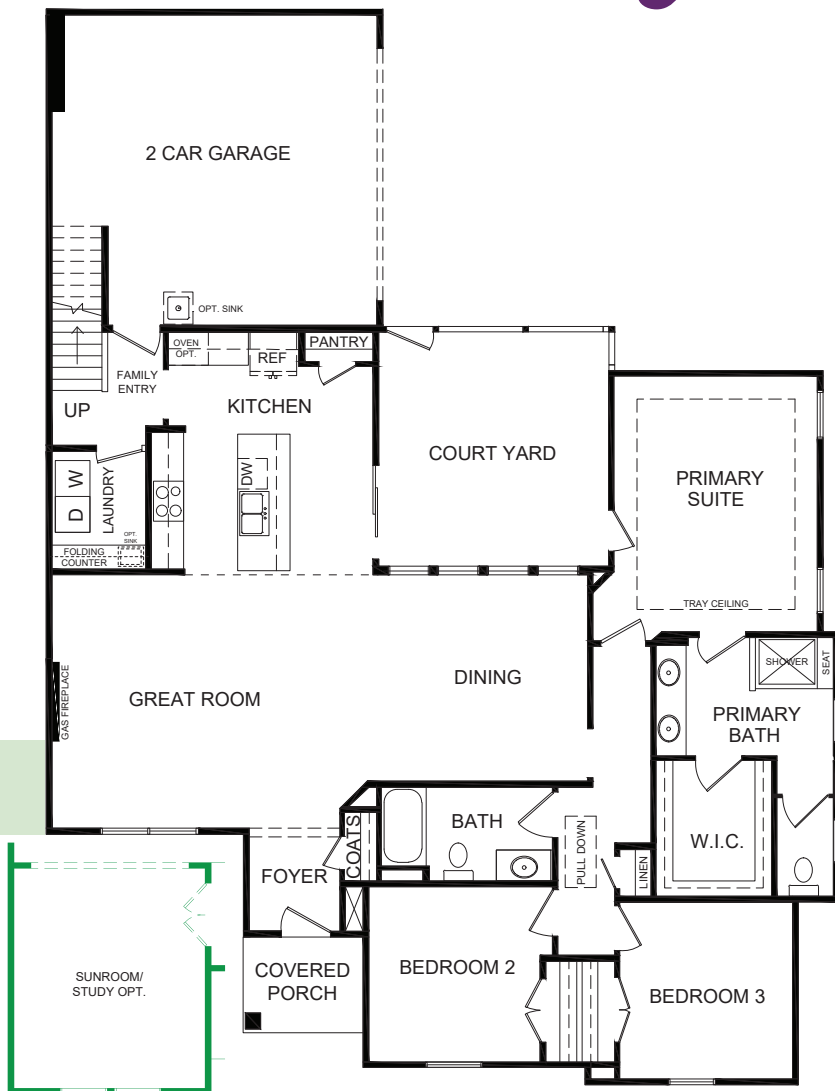 2 CAR GARAGE
OPT. SINK
OVEN
OPT.
REF
PANTRY
FAMILY
ENTRY
UP
KITCHEN
COURT YARD
PRIMARY
SUITE
DW
W
D
LAUNDRY
OPT.
SINK
FOLDING
COUNTER
TRAY CEILING
GAS FIREPLACE
GREAT ROOM
DINING
SHOWER
SEAT
PRIMARY
BATH
W.I.C.
BATH
COATS
PULL DOWN
LINEN
FOYER
COVERED
PORCH
BEDROOM 2
BEDROOM 3
SUNROOM/
STUDY OPT.